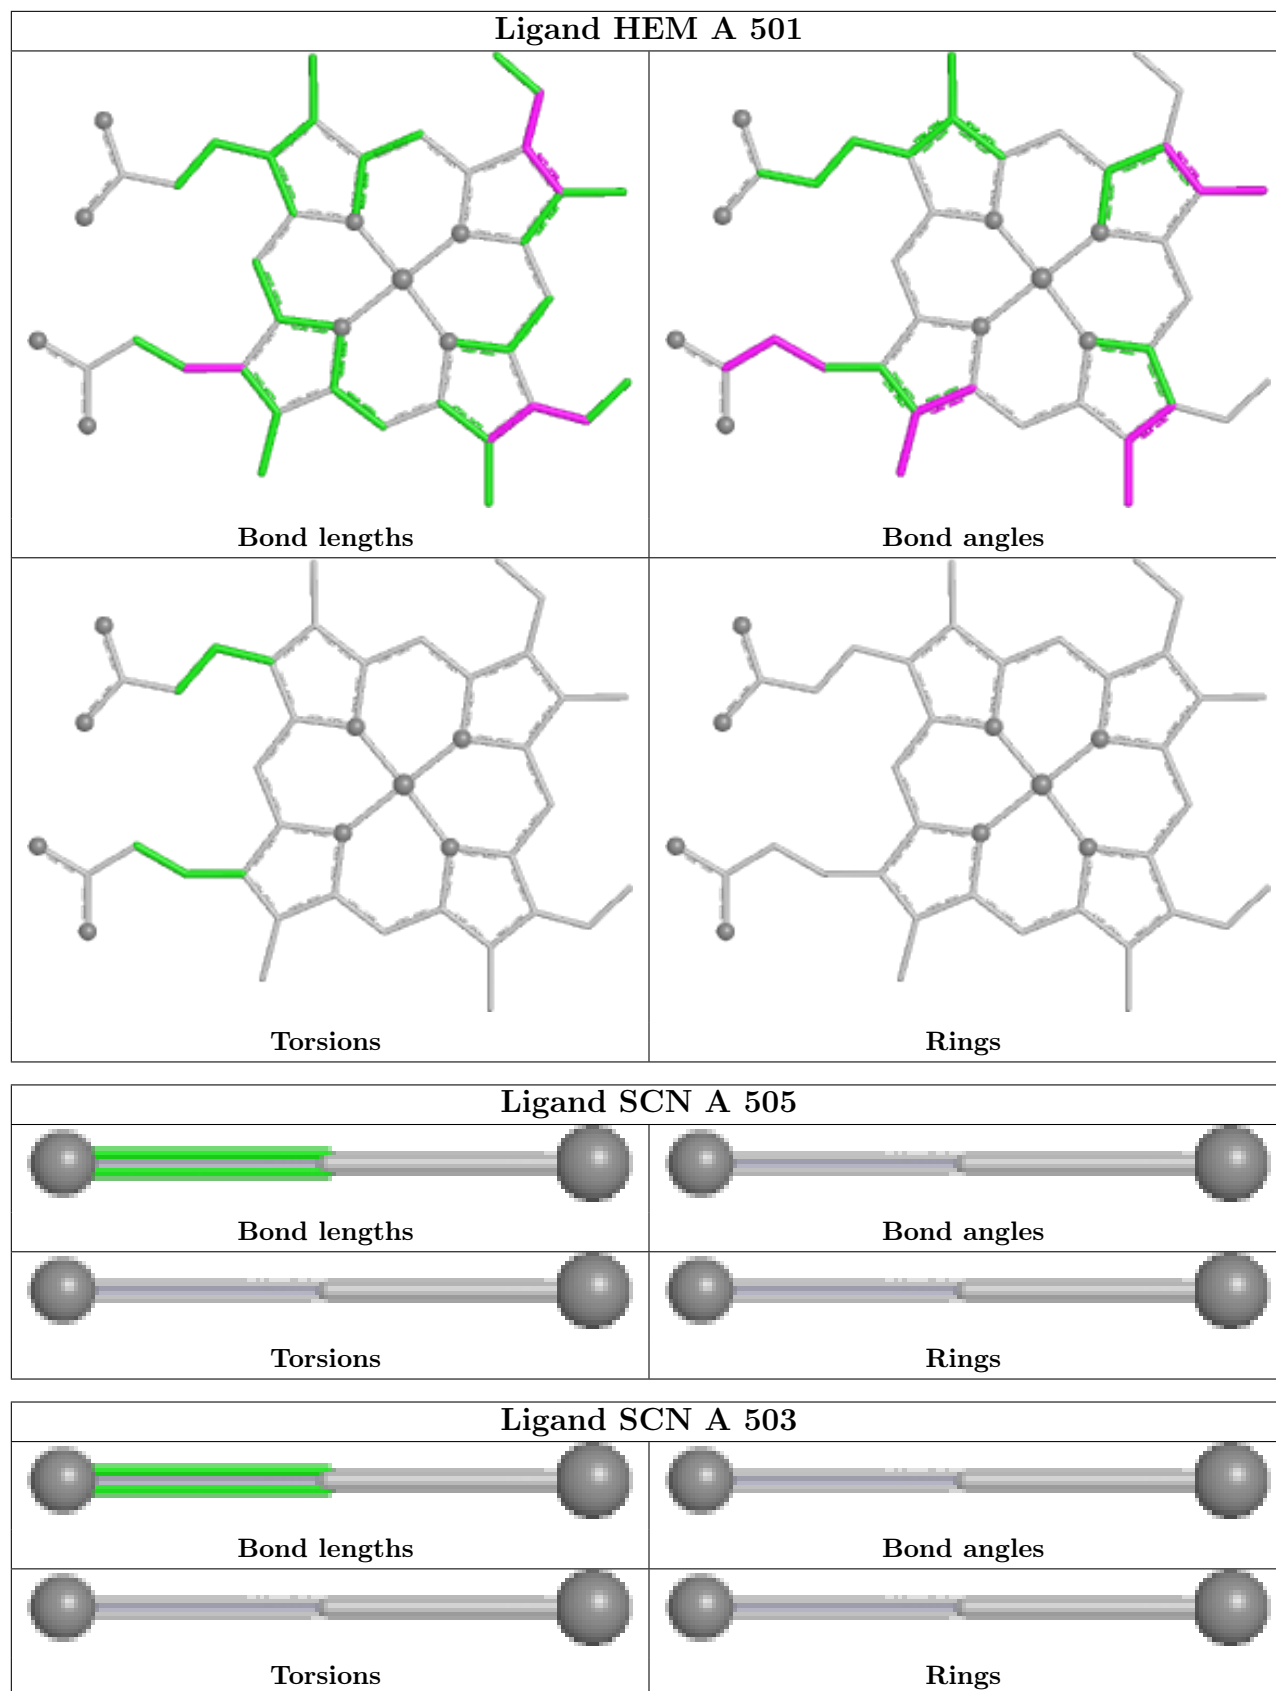 Ligand HEM A 501
Bond lengths
Bond angles
Torsions
Rings
Ligand SCN A 505
Bond lengths
Bond angles
Torsions
Rings
Ligand SCN A 503
Bond lengths
Bond angles
Torsions
Rings